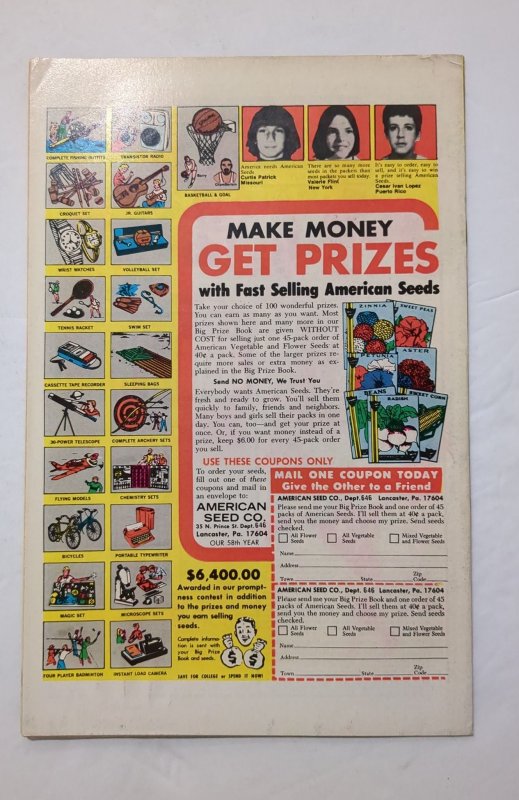 COMPLETE FISHING OUTFITS
TRANSISTOR RADIO
CROQUET SET
JR. GUITARS
WRIST WATCHES
VOLLEYBALL SET
TENNIS RACKET
SWIM SET
CASSETTE TAPE RECORDER
SLEEPING BAGS
30-POWER TELESCOPE
COMPLETE ARCHERY SETS
FLYING MODELS
CHEMISTRY SETS
BICYCLES
PORTABLE TYPEWRITER
MAGIC SET
MICROSCOPE SETS
FOUR PLAYER BADMINTON
INSTANT LOAD CAMERA
Barry
Chamberlain
BASKETBALL & GOAL
America needs American
Seeds.
Curtis Patrick
Missouri
There are so many more
seeds in the packets than
most packets you sell today.
Valerie Flint
New York
It's easy to order, easy to
sell, and it's easy to win
a prize selling American
Seeds.
Cesar Ivan Lopez
Puerto Rico
MAKE MONEY
GET PRIZES
with Fast Selling American Seeds
Take your choice of 100 wonderful prizes.
You can earn as many as you want. Most
prizes shown here and many more in our
Big Prize Book are given WITHOUT
COST for selling just one 45-pack order of
American Vegetable and Flower Seeds at
40¢ a pack. Some of the larger prizes re-
quire more sales or extra money as ex-
plained in the Big Prize Book.
Send NO MONEY, We Trust You
Everybody wants American Seeds. They're
fresh and ready to grow. You'll sell them
quickly to family, friends and neighbors.
Many boys and girls sell their packs in one
day. You can, too—and get your prize at
once. Or, if you want money instead of a
prize, keep $6.00 for every 45-pack order
you sell.
ZINNIA
SWEET PEAS
PETUNIA
ASTER
BEANS
RADISH
SWEET CORN
USE THESE COUPONS ONLY
To order your seeds,
fill out one of there
coupons and mail in
an envelope to:
AMERICAN
SEED CO.
35 N. Prince St. Dept. 646
Lancaster, Pa. 17604
OUR 58th YEAR
$6,400.00
Awarded in our prompt-
ness contest in addition
to the prizes and money
you earn selling
seeds.
Complete informa-
tion is sent with
your Big Prize
Book and seeds.
$ $
SAVE FOR COLLEGE or SPEND IT NOW!
MAIL ONE COUPON TODAY
Give the Other to a Friend
AMERICAN SEED CO., Dept. 646 Lancaster, Pa. 17604
Please send me your Big Prize Book and one order of 45
packs of American Seeds. I'll sell them at 40¢ a pack,
send you the money and choose my prize. Send seeds
checked.
All Flower Seeds
All Vegetable Seeds
Mixed Vegetable and Flower Seeds
Name
Address
Town State Zip Code
AMERICAN SEED CO., Dept. 646 Lancaster, Pa. 17604
Please send me your Big Prize Book and one order of 45
packs of American Seeds. I'll sell them at 40¢ a pack,
send you the money and choose my prize. Send seeds
checked.
All Flower Seeds
All Vegetable Seeds
Mixed Vegetable and Flower Seeds
Name
Address
Town State Zip Code